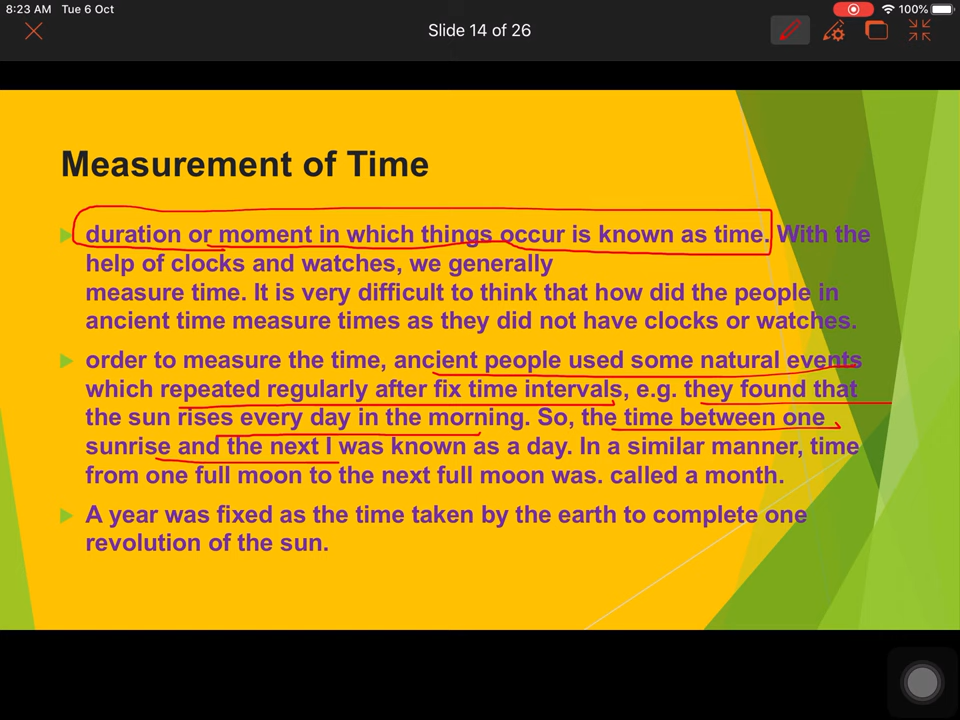 8:23 AM Tue 6 Oct
100%
Slide 14 of 26
Measurement of Time
duration or moment in which things occur is known as time. With the
help of clocks and watches, we generally
measure time. It is very difficult to think that how did the people in
ancient time measure times as they did not have clocks or watches.
order to measure the time, ancient people used some natural events
which repeated regularly after fix time intervals, e.g. they found that
the sun rises every day in the morning. So, the time between one
sunrise and the next I was known as a day. In a similar manner, time
from one full moon to the next full moon was. called a month.
A year was fixed as the time taken by the earth to complete one
revolution of the sun.